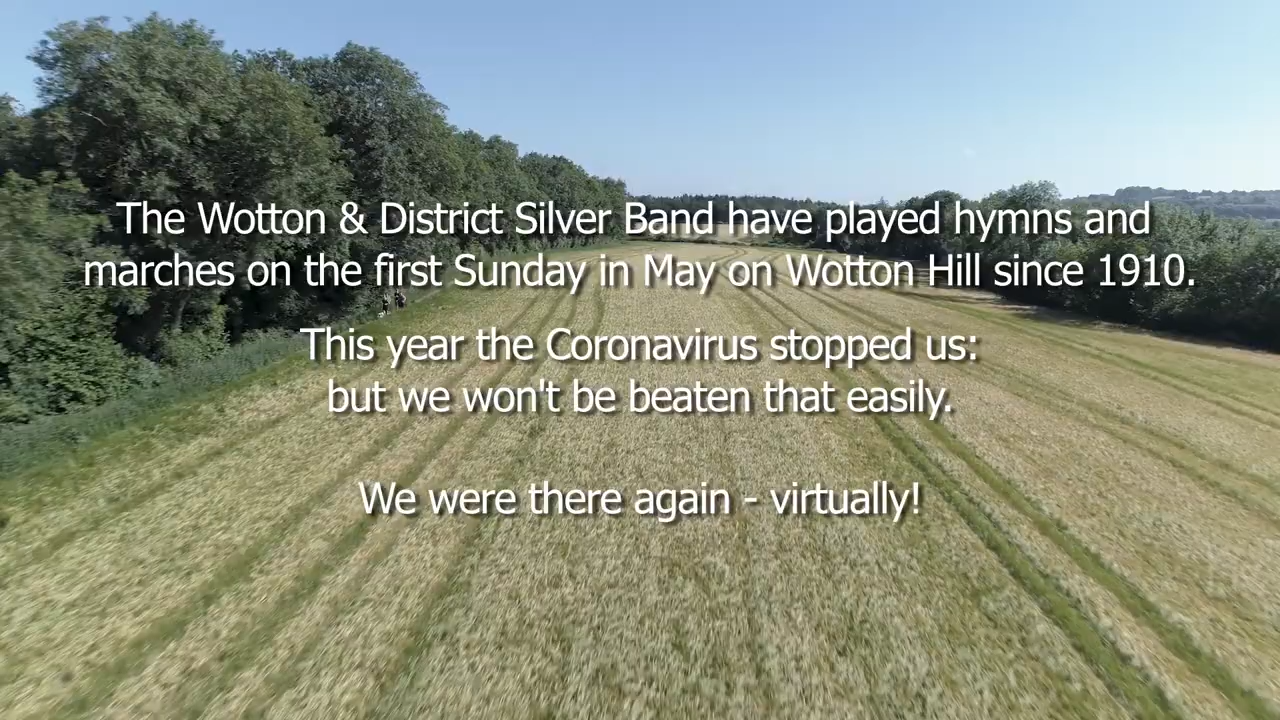 The Wotton & District Silver Band have played hymns and
marches on the first Sunday in May on Wotton Hill since 1910.
This year the Coronavirus stopped us:
but we won't be beaten that easily.
We were there again - virtually!